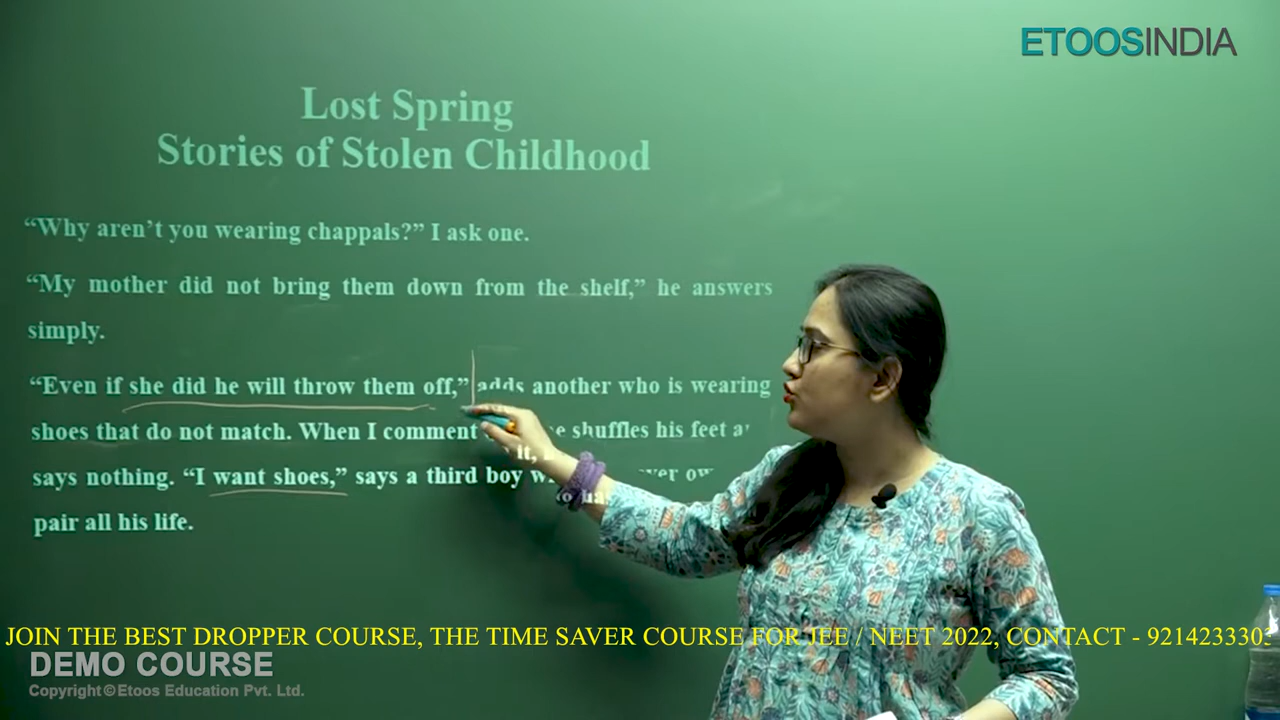 ETOOSINDIA
Lost Spring
Stories of Stolen Childhood
“Why aren’t you wearing chappals?” I ask one.
“My mother did not bring them down from the shelf,” he answers
simply.
“Even if she did he will throw them off,” adds another who is wearing
shoes that do not match. When I comment it, shuffles his feet
says nothing. “I want shoes,” says a third boy
pair all his life.
JOIN THE BEST DROPPER COURSE, THE TIME SAVER COURSE FOR JEE / NEET 2022, CONTACT - 921423330
DEMO COURSE
Copyright © Etoos Education Pvt. Ltd.